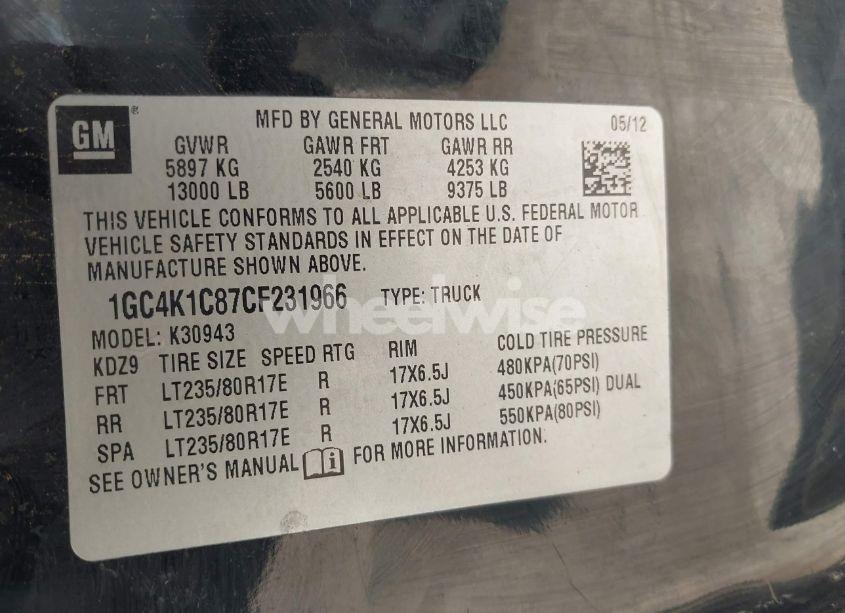 GM ®
MFD BY GENERAL MOTORS LLC 05/12
GVWR GAWR FRT GAWR RR
5897 KG 2540 KG 4253 KG
13000 LB 5600 LB 9375 LB
THIS VEHICLE CONFORMS TO ALL APPLICABLE U.S. FEDERAL MOTOR
VEHICLE SAFETY STANDARDS IN EFFECT ON THE DATE OF
MANUFACTURE SHOWN ABOVE.
1GC4K1C87CF231966 TYPE: TRUCK
wheelwise
MODEL: K30943
KDZ9 TIRE SIZE SPEED RTG RIM COLD TIRE PRESSURE
FRT LT235/80R17E R 17X6.5J 480KPA(70PSI)
RR LT235/80R17E R 17X6.5J 450KPA(65PSI) DUAL
SPA LT235/80R17E R 17X6.5J 550KPA(80PSI)
SEE OWNER'S MANUAL i FOR MORE INFORMATION.